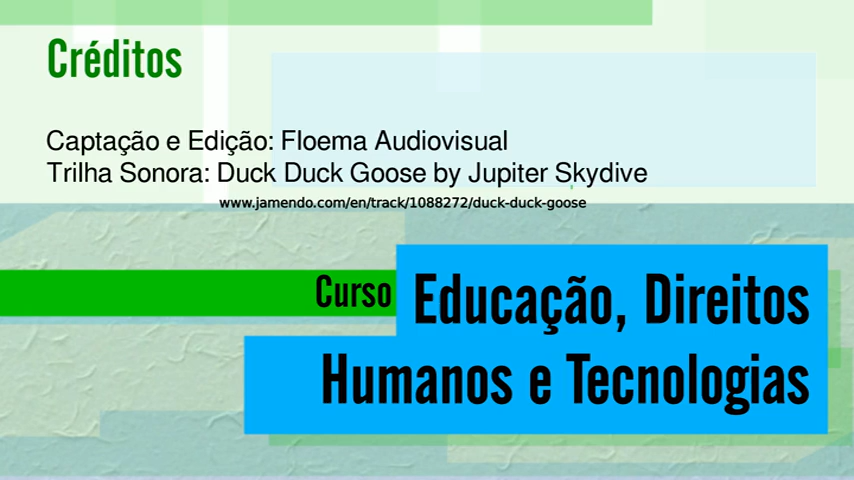 Créditos
Captação e Edição: Floema Audiovisual
Trilha Sonora: Duck Duck Goose by Jupiter Skydive
www.jamendo.com/en/track/1088272/duck-duck-goose
Curso Educação, Direitos
Humanos e Tecnologias